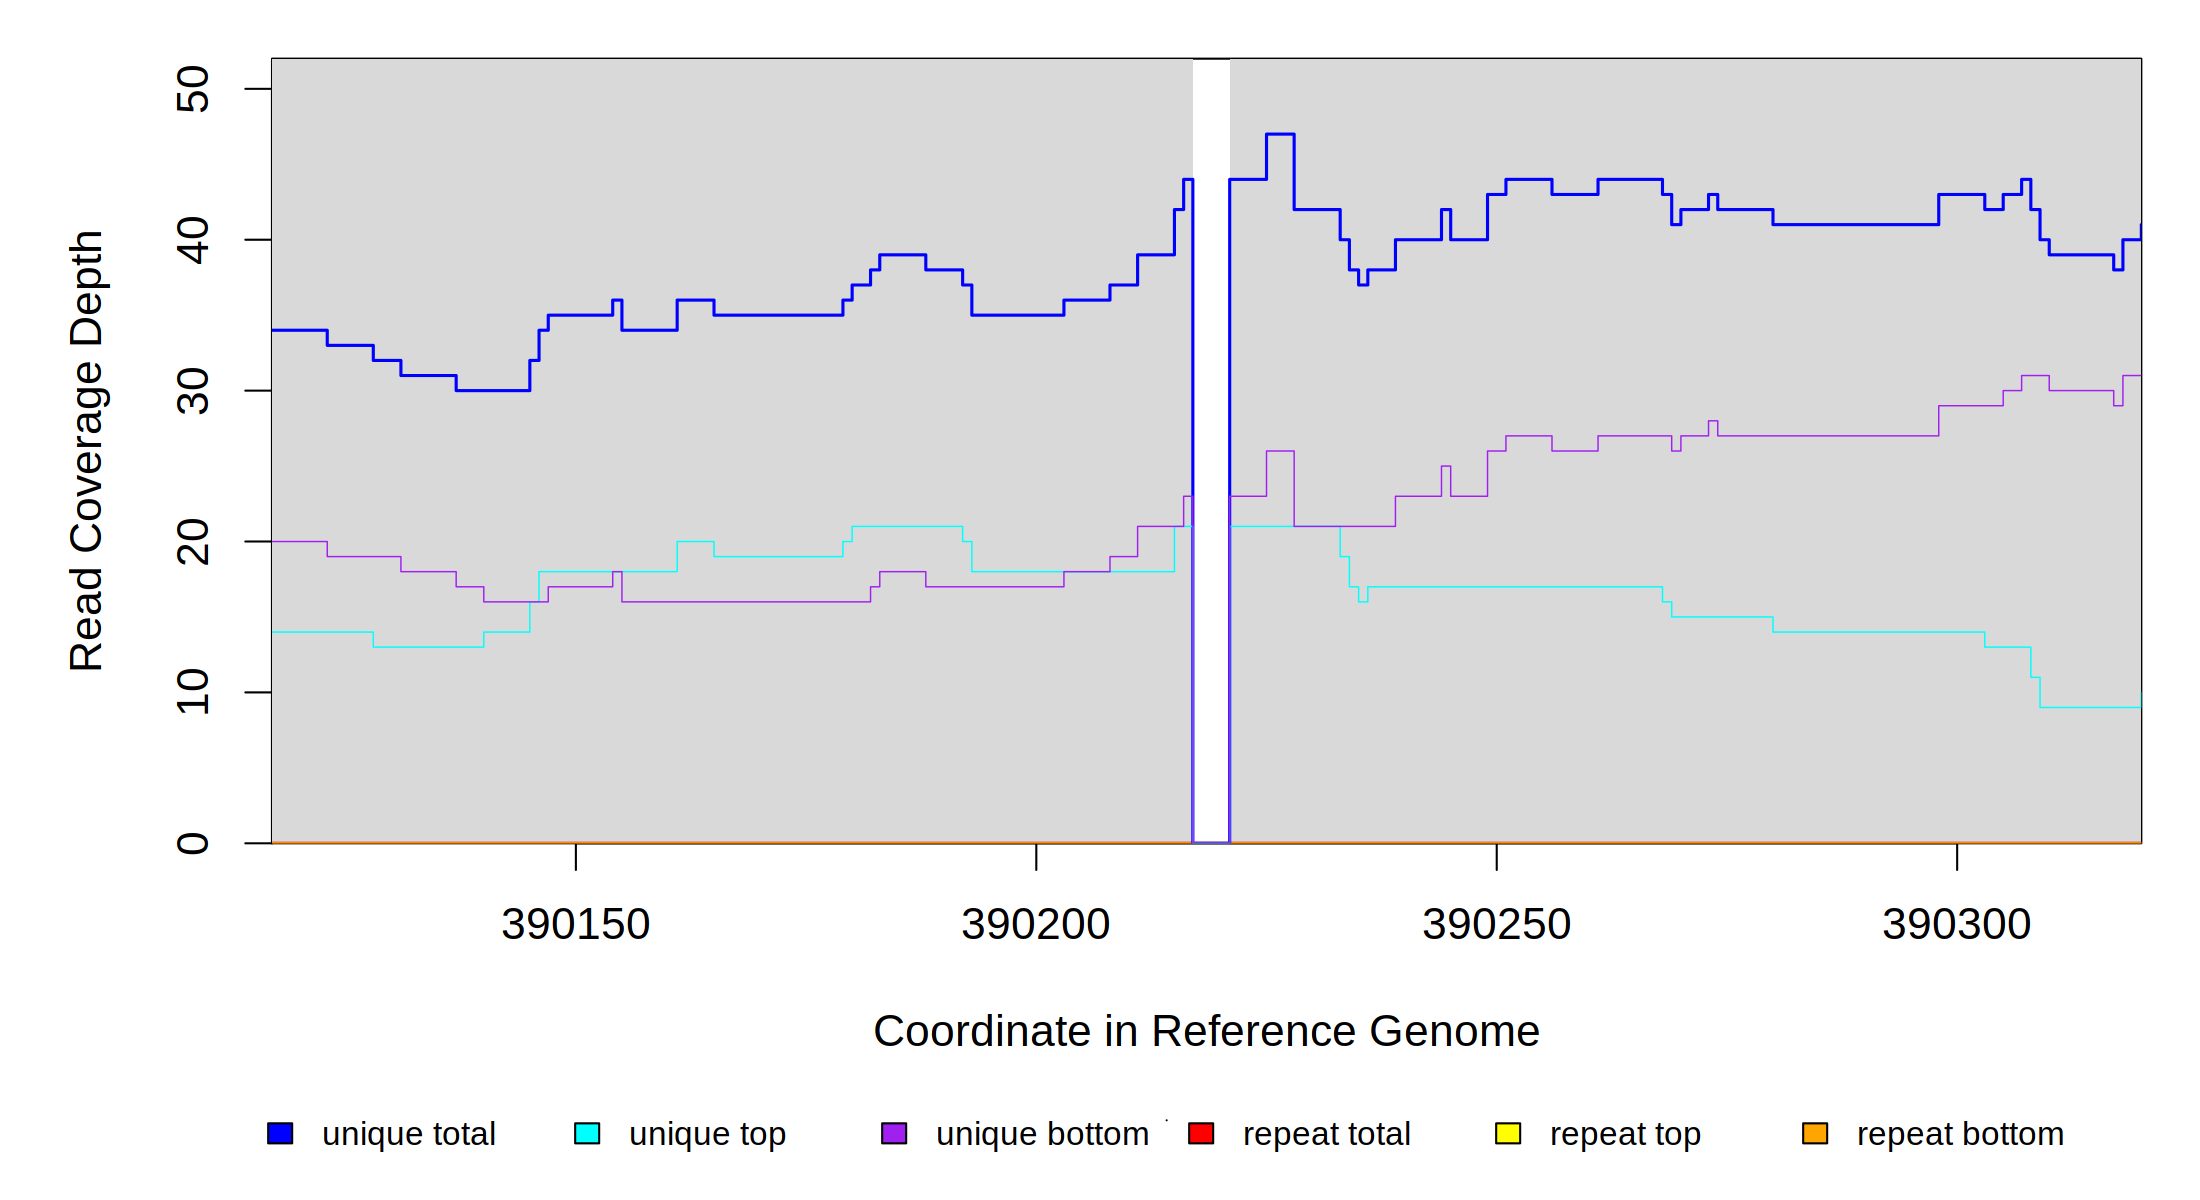 50
40
30
20
10
0
Read Coverage Depth
390150 390200 390250 390300
Coordinate in Reference Genome
unique total unique top unique bottom repeat total repeat top repeat bottom